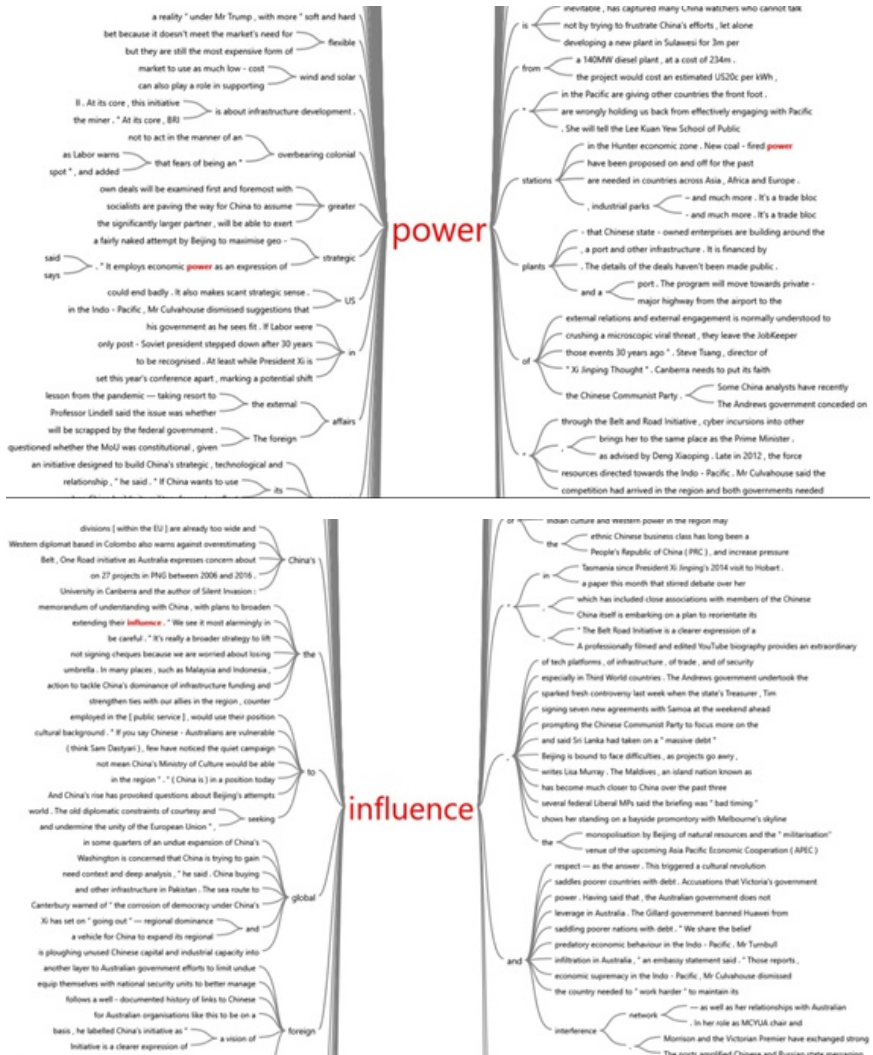 a reality " under Mr Trump , with more " soft and hard
bet because it doesn't meet the market's need for
but they are still the most expensive form of
flexible
market to use as much low - cost
can also play a role in supporting
wind and solar
II . At its core , this initiative
the miner . " At its core , BRI
is about infrastructure development .
not to act in the manner of an
as Labor warns
spot " , and added
that fears of being an "
overbearing colonial
own deals will be examined first and foremost with
socialists are paving the way for China to assume
the significantly larger partner , will be able to exert
greater
a fairly naked attempt by Beijing to maximise geo -
said
says
. " It employs economic power as an expression of
strategic
could end badly . It also makes scant strategic sense .
in the Indo - Pacific , Mr Culvahouse dismissed suggestions that
US
his government as he sees fit . If Labor were
only post - Soviet president stepped down after 30 years
to be recognised . At least while President Xi is
set this year's conference apart , marking a potential shift
in
lesson from the pandemic — taking resort to
Professor Lindell said the issue was whether
the external
will be scrapped by the federal government .
questioned whether the MoU was constitutional , given
The foreign
affairs
an initiative designed to build China's strategic , technological and
relationship , " he said . " If China wants to use
its
power
inevitable , has captured many China watchers who cannot talk
not by trying to frustrate China's efforts , let alone
developing a new plant in Sulawesi for 3m per
is
from
a 140MW diesel plant , at a cost of 234m .
the project would cost an estimated US20c per kWh ,
"
in the Pacific are giving other countries the front foot .
are wrongly holding us back from effectively engaging with Pacific
. She will tell the Lee Kuan Yew School of Public
stations
in the Hunter economic zone . New coal - fired power
have been proposed on and off for the past
are needed in countries across Asia , Africa and Europe .
, industrial parks
– and much more . It's a trade bloc
- and much more . It's a trade bloc
plants
- that Chinese state - owned enterprises are building around the
, a port and other infrastructure . It is financed by
. The details of the deals haven't been made public .
and a
port . The program will move towards private -
major highway from the airport to the
of
external relations and external engagement is normally understood to
crushing a microscopic viral threat , they leave the JobKeeper
those events 30 years ago " . Steve Tsang , director of
" Xi Jinping Thought " . Canberra needs to put its faith
the Chinese Communist Party .
Some China analysts have recently
The Andrews government conceded on
through the Belt and Road Initiative , cyber incursions into other
,
brings her to the same place as the Prime Minister .
as advised by Deng Xiaoping . Late in 2012 , the force
resources directed towards the Indo - Pacific . Mr Culvahouse said the
competition had arrived in the region and both governments needed
divisions [ within the EU ] are already too wide and
Western diplomat based in Colombo also warns against overestimating
Belt , One Road initiative as Australia expresses concern about
on 27 projects in PNG between 2006 and 2016 .
University in Canberra and the author of Silent Invasion :
China's
memorandum of understanding with China , with plans to broaden
extending their influence . " We see it most alarmingly in
be careful . " It's really a broader strategy to lift
not signing cheques because we are worried about losing
umbrella . In many places , such as Malaysia and Indonesia ,
action to tackle China's dominance of infrastructure funding and
strengthen ties with our allies in the region , counter
the
employed in the [ public service ] , would use their position
cultural background . " If you say Chinese - Australians are vulnerable
( think Sam Dastyari ) , few have noticed the quiet campaign
not mean China's Ministry of Culture would be able
in the region " . " ( China is ) in a position today
And China's rise has provoked questions about Beijing's attempts
world . The old diplomatic constraints of courtesy and
and undermine the unity of the European Union " ,
seeking
to
in some quarters of an undue expansion of China's
Washington is concerned that China is trying to gain
need context and deep analysis , " he said . China buying
and other infrastructure in Pakistan . The sea route to
Canterbury warned of " the corrosion of democracy under China's
Xi has set on " going out " — regional dominance
a vehicle for China to expand its regional
and
is ploughing unused Chinese capital and industrial capacity into
global
another layer to Australian government efforts to limit undue
equip themselves with national security units to better manage
follows a well - documented history of links to Chinese
for Australian organisations like this to be on a
basis , he labelled China's initiative as "
Initiative is a clearer expression of
a vision of
foreign
influence
of
Indian culture and Western power in the region may
the
ethnic Chinese business class has long been a
People's Republic of China ( PRC ) , and increase pressure
in
Tasmania since President Xi Jinping's 2014 visit to Hobart .
a paper this month that stirred debate over her
which has included close associations with members of the Chinese
China itself is embarking on a plan to reorientate its
" The Belt Road Initiative is a clearer expression of a
A professionally filmed and edited YouTube biography provides an extraordinary
of tech platforms , of infrastructure , of trade , and of security
especially in Third World countries . The Andrews government undertook the
sparked fresh controversy last week when the state's Treasurer , Tim
signing seven new agreements with Samoa at the weekend ahead
prompting the Chinese Communist Party to focus more on the
and said Sri Lanka had taken on a " massive debt "
Beijing is bound to face difficulties , as projects go awry ,
writes Lisa Murray . The Maldives , an island nation known as
has become much closer to China over the past three
several federal Liberal MPs said the briefing was " bad timing "
shows her standing on a bayside promontory with Melbourne's skyline
the
monopolisation by Beijing of natural resources and the " militarisation"
venue of the upcoming Asia Pacific Economic Cooperation ( APEC )
and
respect — as the answer . This triggered a cultural revolution
saddles poorer countries with debt . Accusations that Victoria's government
power . Having said that , the Australian government does not
leverage in Australia . The Gillard government banned Huawei from
saddling poorer nations with debt . " We share the belief
predatory economic behaviour in the Indo - Pacific . Mr Turnbull
infiltration in Australia , " an embassy statement said . " Those reports ,
economic supremacy in the Indo - Pacific , Mr Culvahouse dismissed
the country needed to " work harder " to maintain its
interference
network
— as well as her relationships with Australian
. In her role as MCYUA chair and
Morrison and the Victorian Premier have exchanged strong